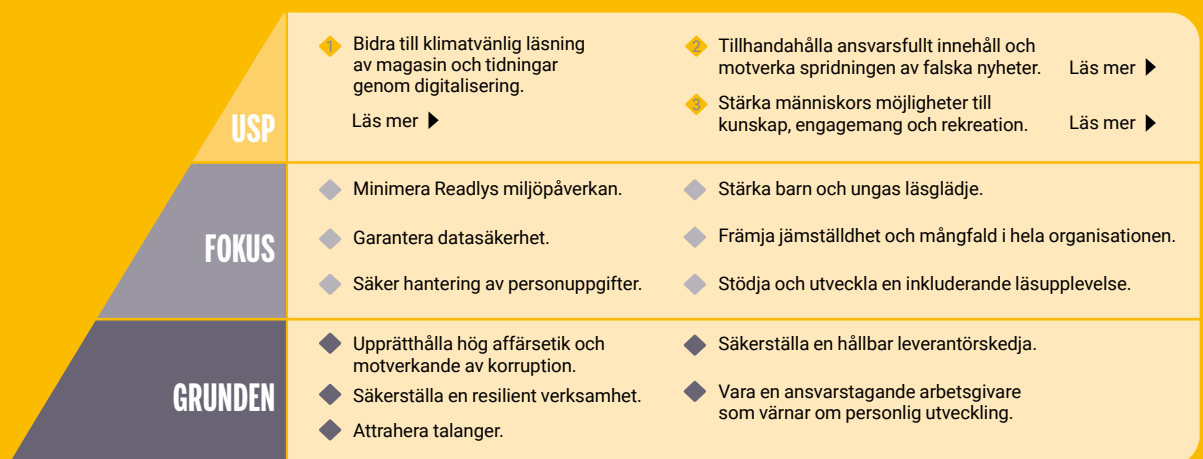 USP
1
Bidra till klimatvänlig läsning
av magasin och tidningar
genom digitalisering.
Läs mer
2
Tillhandahålla ansvarsfullt innehåll och
motverka spridningen av falska nyheter.
Läs mer
3
Stärka människors möjligheter till
kunskap, engagemang och rekreation.
Läs mer
FOKUS
Minimera Readlys miljöpåverkan.
Garantera datasäkerhet.
Säker hantering av personuppgifter.
Stärka barn och ungas läsglädje.
Främja jämställdhet och mångfald i hela organisationen.
Stödja och utveckla en inkluderande läsupplevelse.
GRUNDEN
Upprätthålla hög affärsetik och
motverkande av korruption.
Säkerställa en resilient verksamhet.
Attrahera talanger.
Säkerställa en hållbar leverantörskedja.
Vara en ansvarstagande arbetsgivare
som värnar om personlig utveckling.